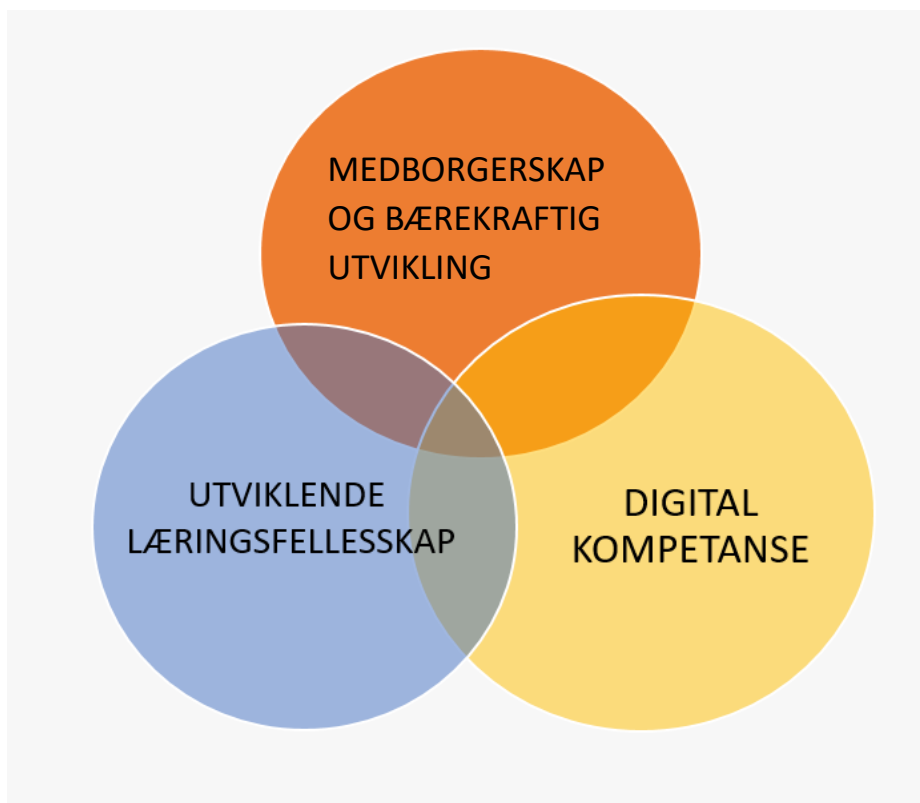 MEDBORGERSKAP
OG BÆREKRAFTIG
UTVIKLING
UTVIKLENDE
LÆRINGSFELLESSKAP
DIGITAL
KOMPETANSE